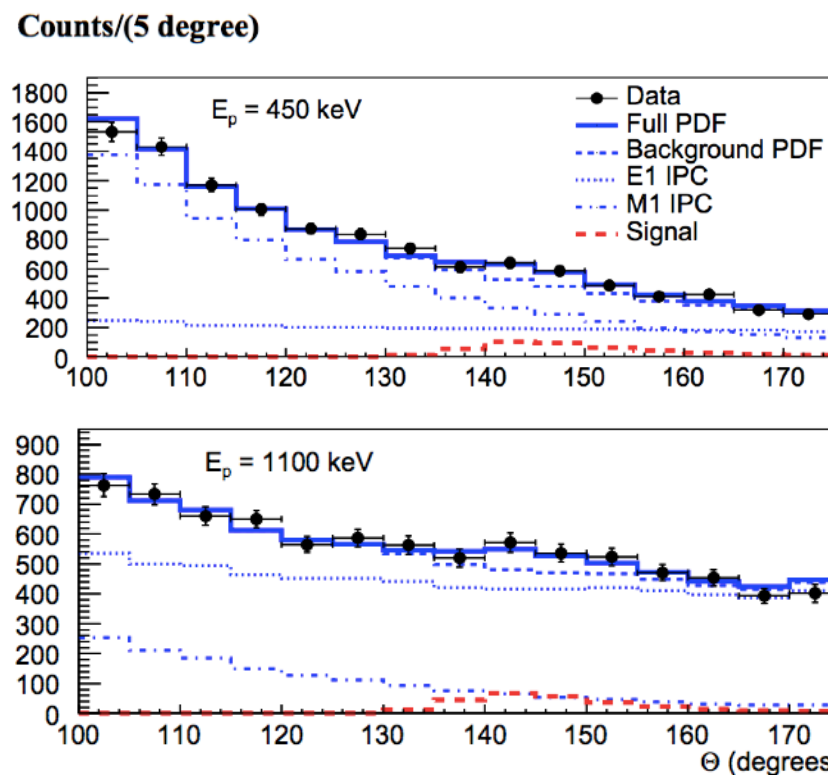 Counts/(5 degree)
E_p = 450 keV
Data
Full PDF
Background PDF
E1 IPC
M1 IPC
Signal
1800
1600
1400
1200
1000
800
600
400
200
0
100 110 120 130 140 150 160 170
E_p = 1100 keV
900
800
700
600
500
400
300
200
100
0
100 110 120 130 140 150 160 170
Θ (degrees